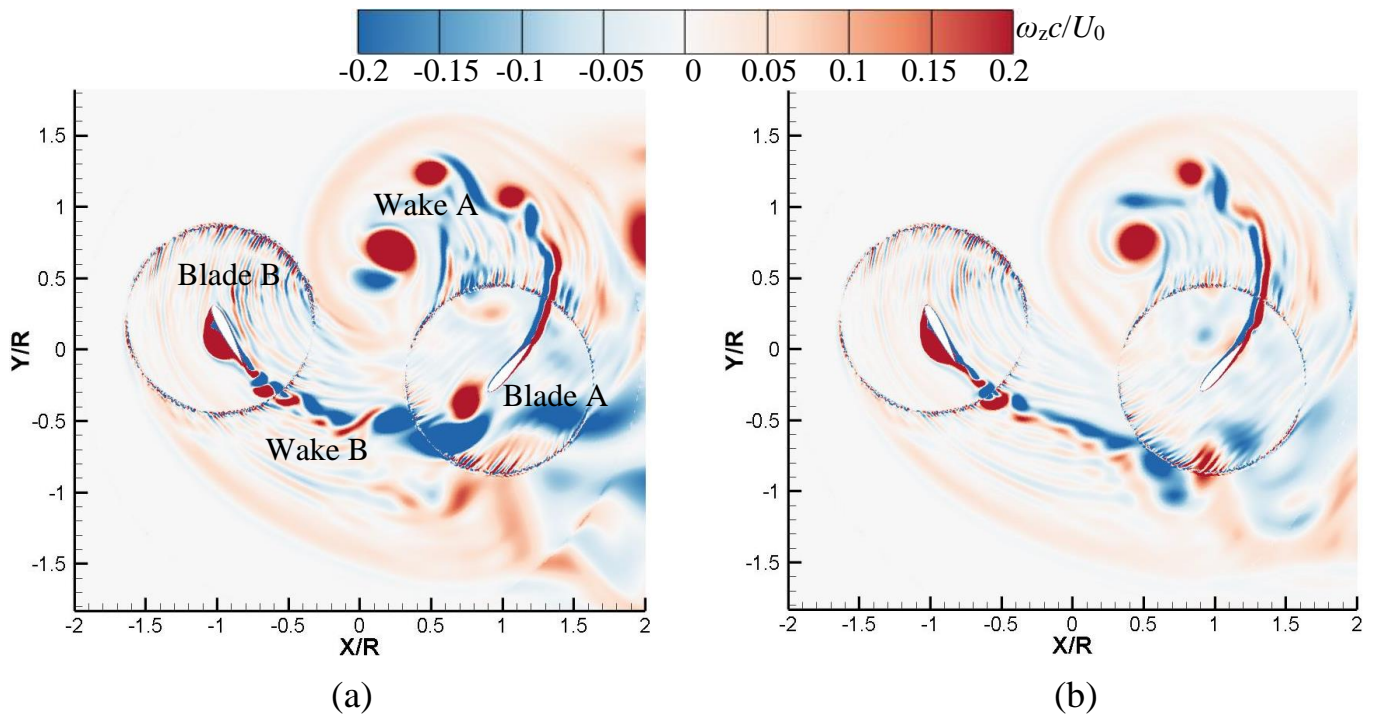 ω_z c/U_0
-0.2 -0.15 -0.1 -0.05 0 0.05 0.1 0.15 0.2
1.5
1
0.5
0
-0.5
-1
-1.5
Y/R
Wake A
Blade B
Blade A
Wake B
-2 -1.5 -1 -0.5 0 0.5 1 1.5 2
X/R
(a)
1.5
1
0.5
0
-0.5
-1
-1.5
Y/R
-2 -1.5 -1 -0.5 0 0.5 1 1.5 2
X/R
(b)